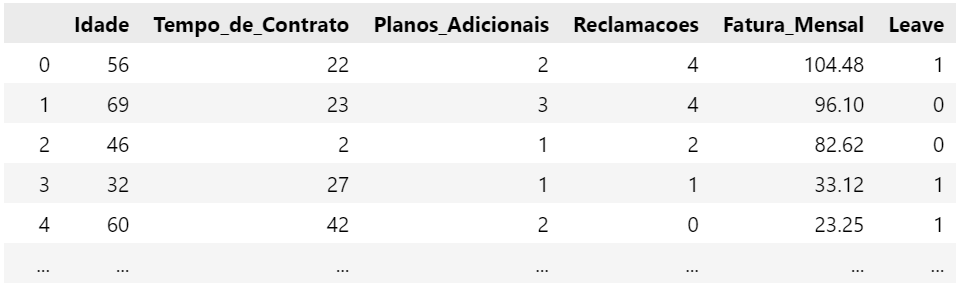 Idade Tempo_de_Contrato Planos_Adicionais Reclamacoes Fatura_Mensal Leave
0 56 22 2 4 104.48 1
1 69 23 3 4 96.10 0
2 46 2 1 2 82.62 0
3 32 27 1 1 33.12 1
4 60 42 2 0 23.25 1
... ... ... ... ... ... ...